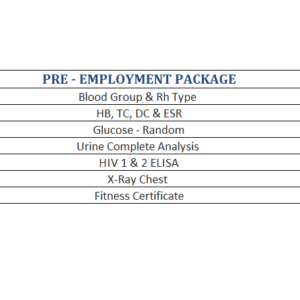 PRE - EMPLOYMENT PACKAGE
Blood Group & Rh Type
HB, TC, DC & ESR
Glucose - Random
Urine Complete Analysis
HIV 1 & 2 ELISA
X-Ray Chest
Fitness Certificate